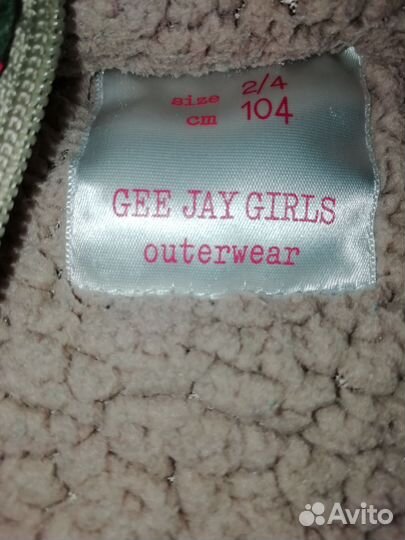 size 2/4
cm 104
GEE JAY GIRLS
outerwear
Avito